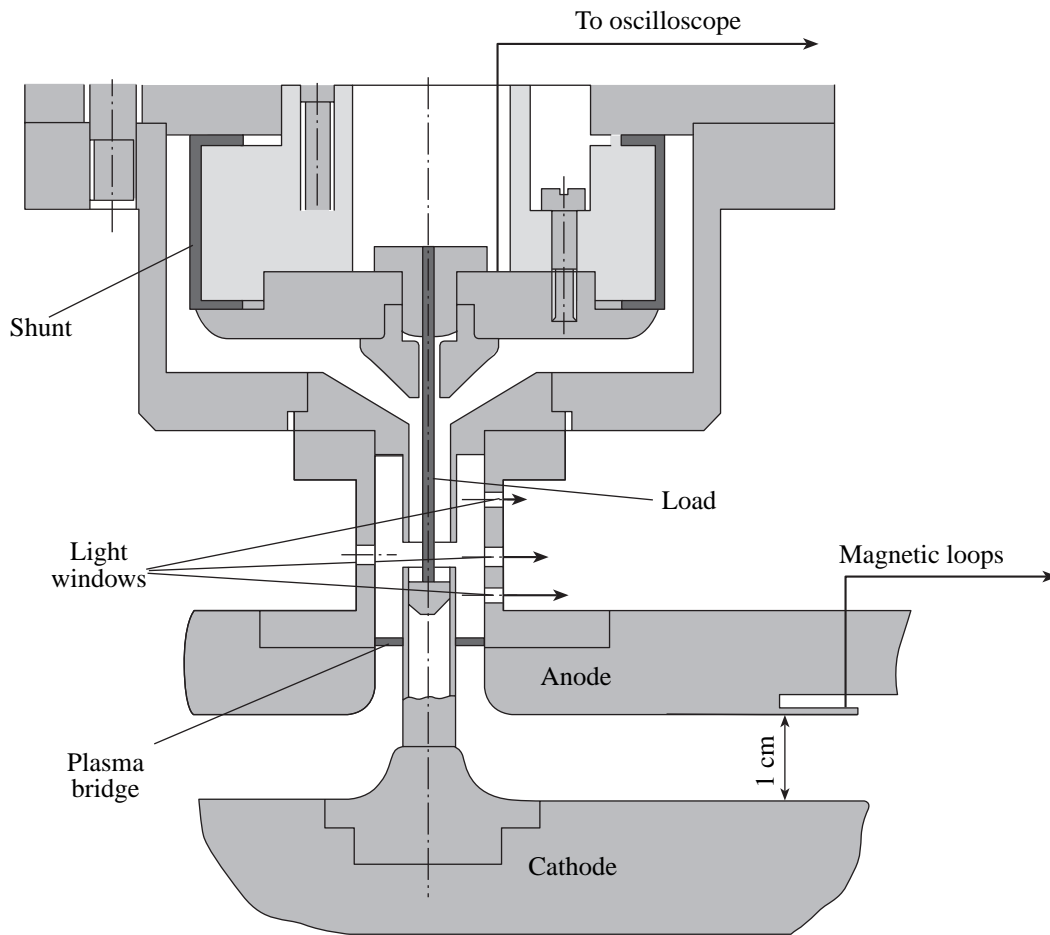 To oscilloscope
Shunt
Load
Light
windows
Magnetic loops
Anode
Plasma
bridge
1 cm
Cathode